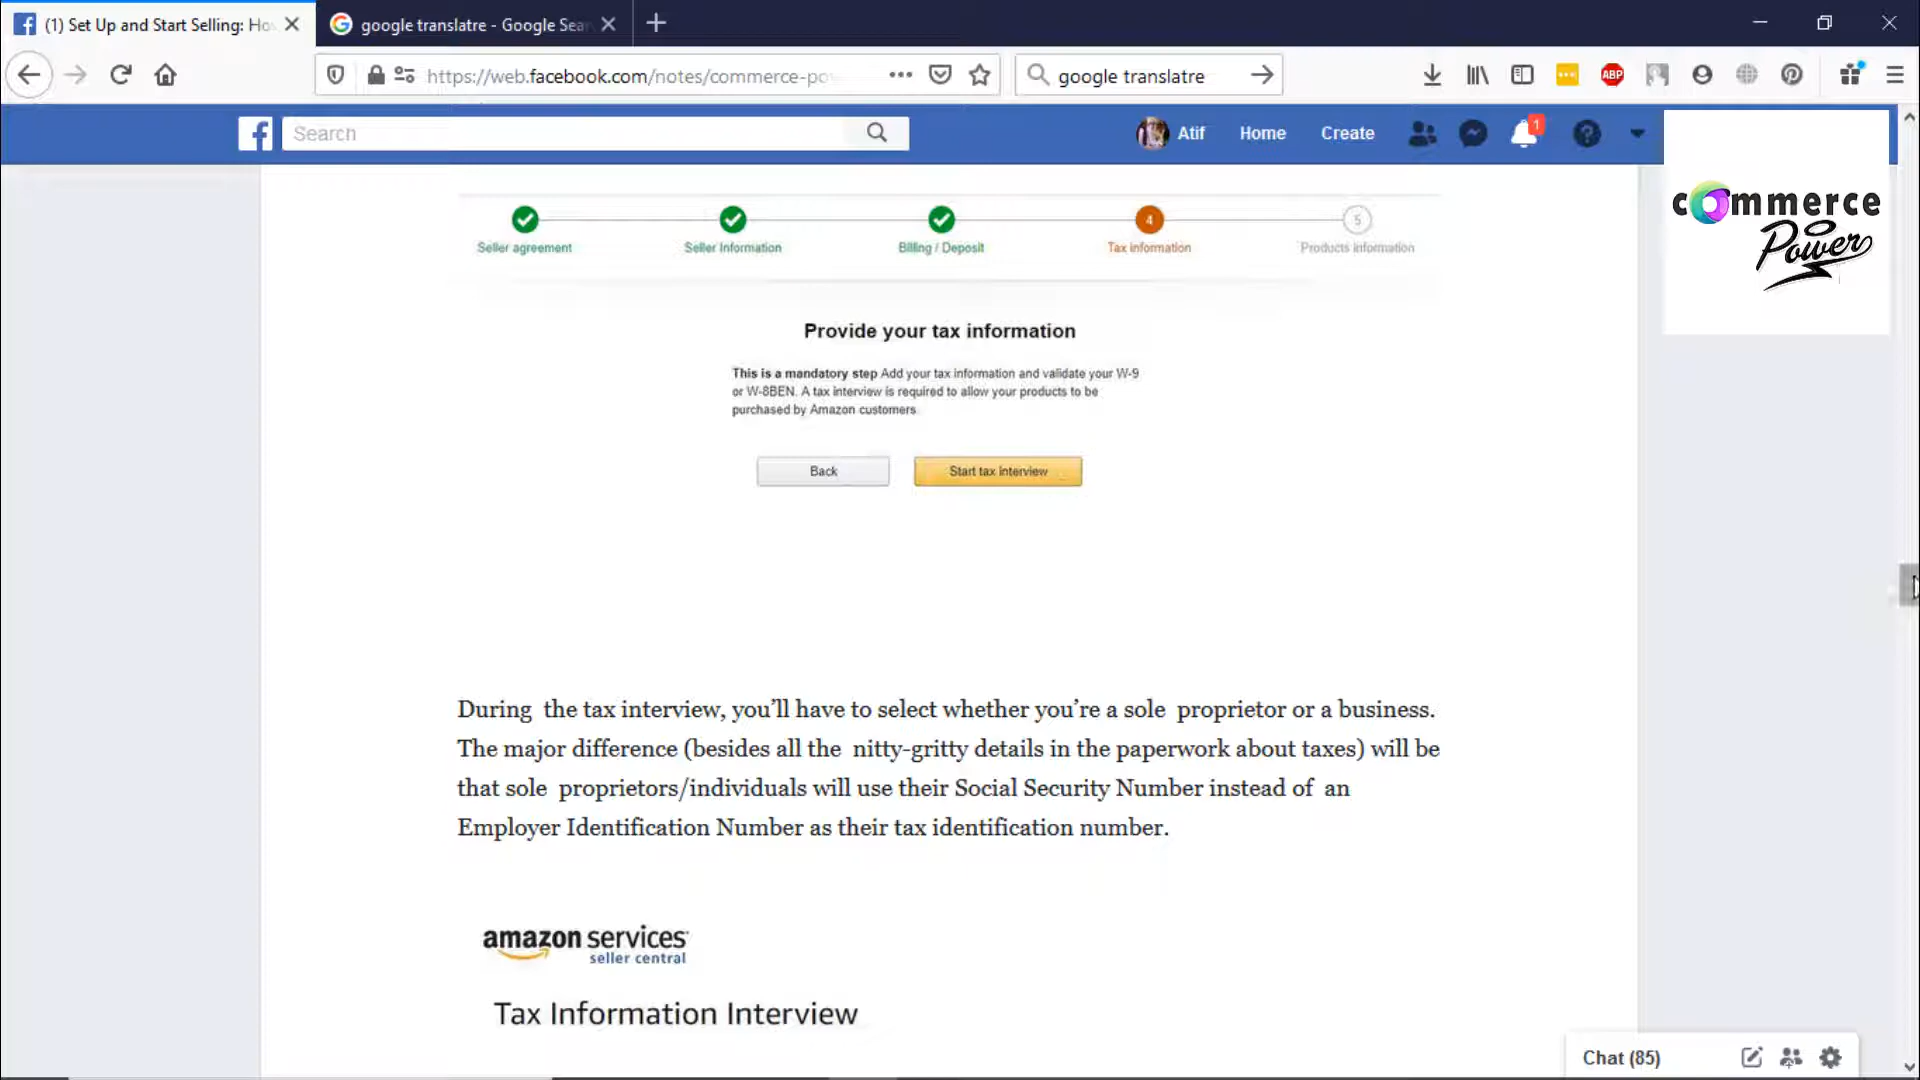 (1) Set Up and Start Selling: Ho
google translatre - Google Sea
https://web.facebook.com/notes/commerce-po
google translatre
ABP
Search
Atif
Home
Create
1
commerce
Power
4
5
Seller agreement
Seller Information
Billing / Deposit
Tax information
Products information
Provide your tax information
This is a mandatory step Add your tax information and validate your W-9
or W-8BEN. A tax interview is required to allow your products to be
purchased by Amazon customers.
Back
Start tax interview
During the tax interview, you’ll have to select whether you’re a sole proprietor or a business.
The major difference (besides all the nitty-gritty details in the paperwork about taxes) will be
that sole proprietors/individuals will use their Social Security Number instead of an
Employer Identification Number as their tax identification number.
amazon services
seller central
Tax Information Interview
Chat (85)